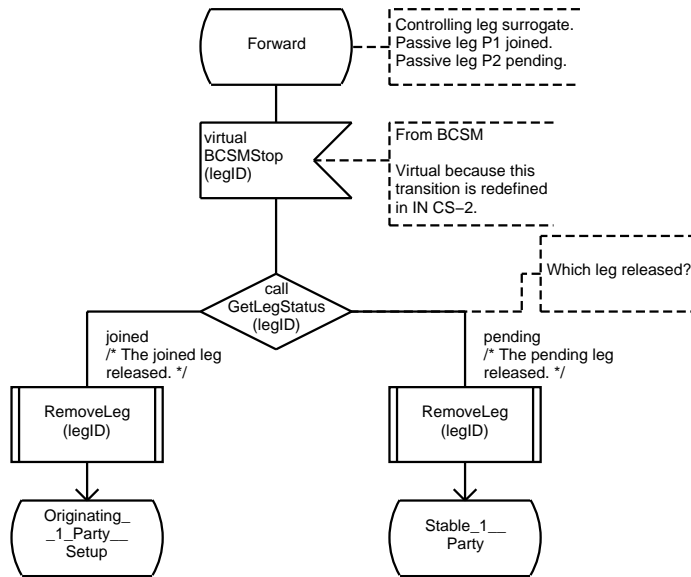 Forward
Controlling leg surrogate.
Passive leg P1 joined.
Passive leg P2 pending.
virtual
BCSMStop
(legID)
From BCSM
Virtual because this
transition is redefined
in IN CS−2.
call
GetLegStatus
(legID)
Which leg released?
joined
/* The joined leg
released. */
pending
/* The pending leg
released. */
RemoveLeg
(legID)
RemoveLeg
(legID)
Originating_
_1_Party__
Setup
Stable_1__
Party